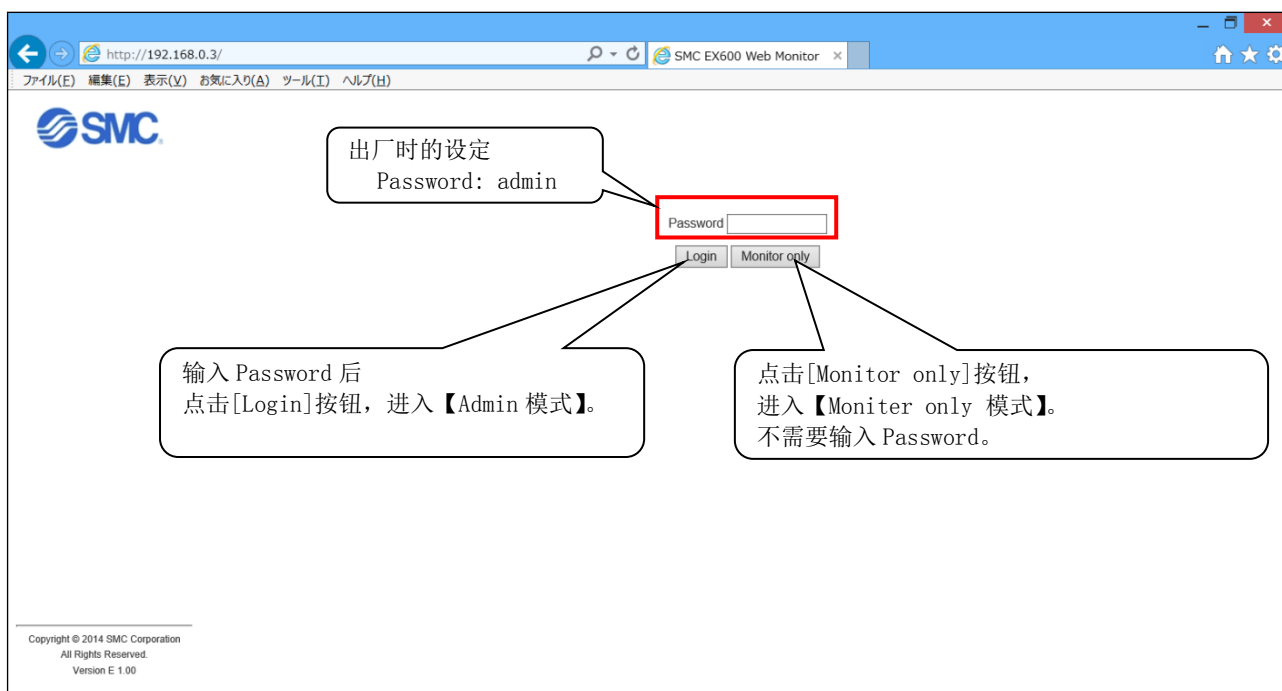 http://192.168.0.3/
SMC EX600 Web Monitor
ファイル(F) 編集(E) 表示(V) お気に入り(A) ツール(T) ヘルプ(H)
SMC.
出厂时的设定
Password: admin
Password
Login Monitor only
输入 Password 后
点击[Login]按钮，进入【Admin 模式】。
点击[Monitor only]按钮，
进入【Moniter only 模式】。
不需要输入 Password。
Copyright © 2014 SMC Corporation
All Rights Reserved.
Version E 1.00